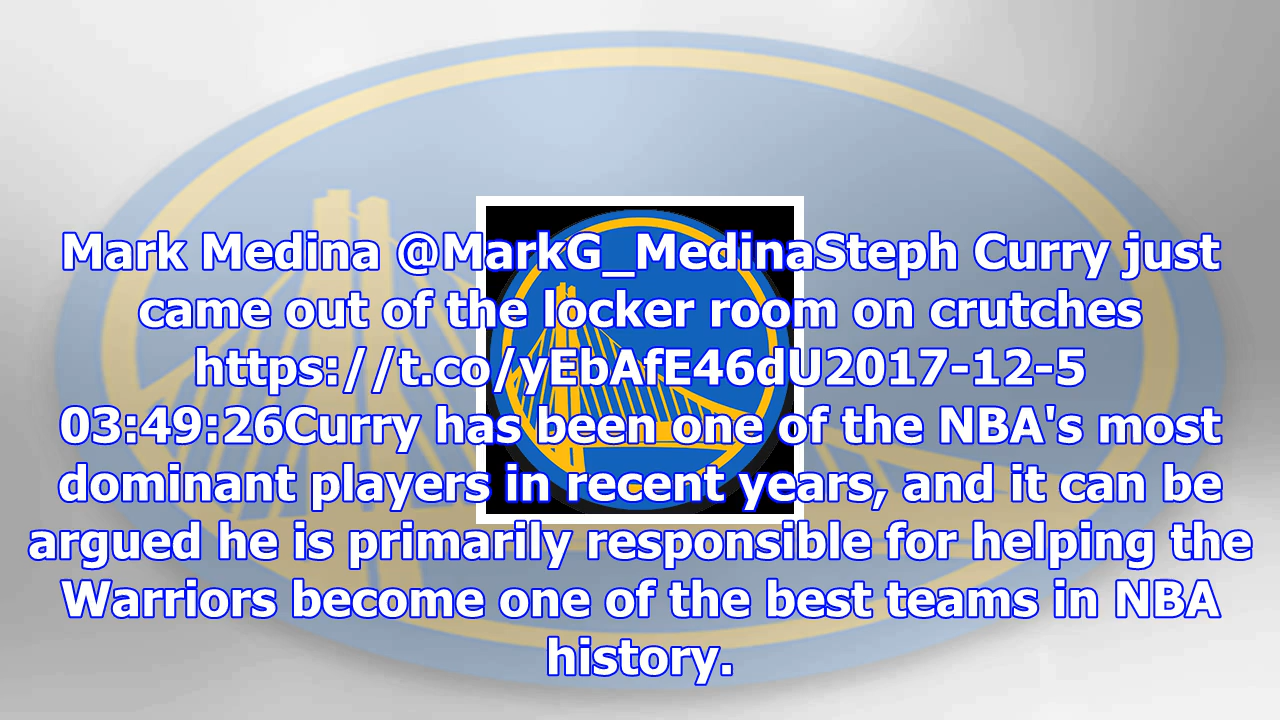 Mark Medina @MarkG_MedinaSteph Curry just
came out of the locker room on crutches
https://t.co/yEbAfE46dU2017-12-5
03:49:26Curry has been one of the NBA's most
dominant players in recent years, and it can be
argued he is primarily responsible for helping the
Warriors become one of the best teams in NBA
history.